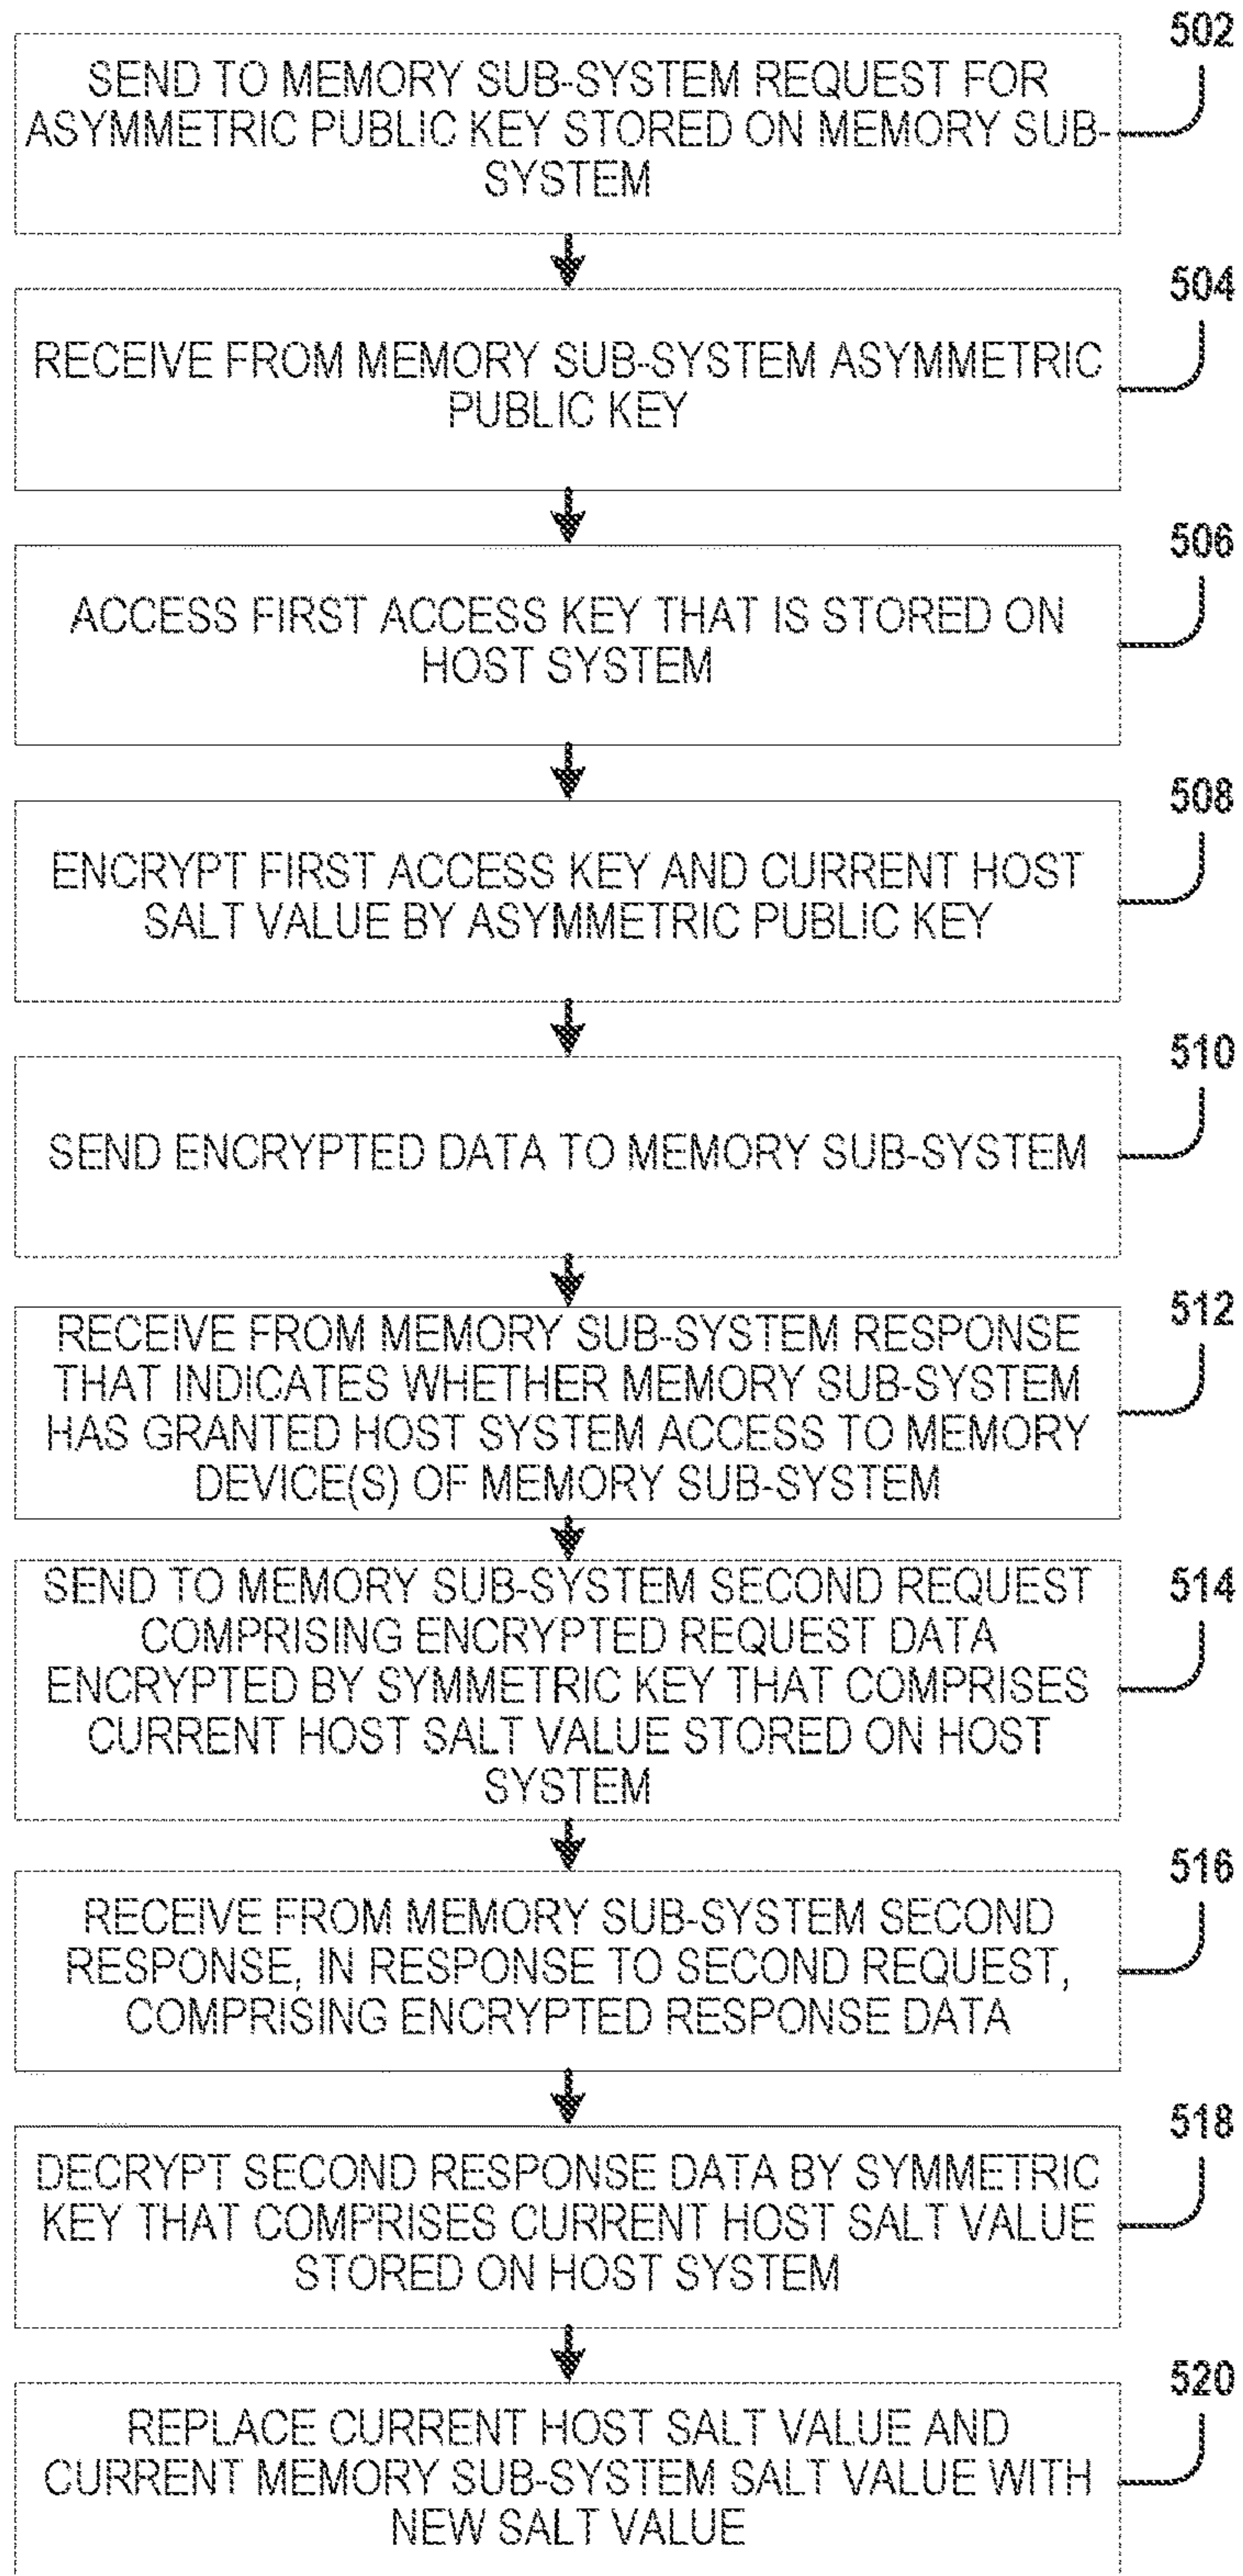 502
SEND TO MEMORY SUB-SYSTEM REQUEST FOR
ASYMMETRIC PUBLIC KEY STORED ON MEMORY SUB-
SYSTEM
504
RECEIVE FROM MEMORY SUB-SYSTEM ASYMMETRIC
PUBLIC KEY
506
ACCESS FIRST ACCESS KEY THAT IS STORED ON
HOST SYSTEM
508
ENCRYPT FIRST ACCESS KEY AND CURRENT HOST
SALT VALUE BY ASYMMETRIC PUBLIC KEY
510
SEND ENCRYPTED DATA TO MEMORY SUB-SYSTEM
512
RECEIVE FROM MEMORY SUB-SYSTEM RESPONSE
THAT INDICATES WHETHER MEMORY SUB-SYSTEM
HAS GRANTED HOST SYSTEM ACCESS TO MEMORY
DEVICE(S) OF MEMORY SUB-SYSTEM
514
SEND TO MEMORY SUB-SYSTEM SECOND REQUEST
COMPRISING ENCRYPTED REQUEST DATA
ENCRYPTED BY SYMMETRIC KEY THAT COMPRISES
CURRENT HOST SALT VALUE STORED ON HOST
SYSTEM
516
RECEIVE FROM MEMORY SUB-SYSTEM SECOND
RESPONSE, IN RESPONSE TO SECOND REQUEST,
COMPRISING ENCRYPTED RESPONSE DATA
518
DECRYPT SECOND RESPONSE DATA BY SYMMETRIC
KEY THAT COMPRISES CURRENT HOST SALT VALUE
STORED ON HOST SYSTEM
520
REPLACE CURRENT HOST SALT VALUE AND
CURRENT MEMORY SUB-SYSTEM SALT VALUE WITH
NEW SALT VALUE